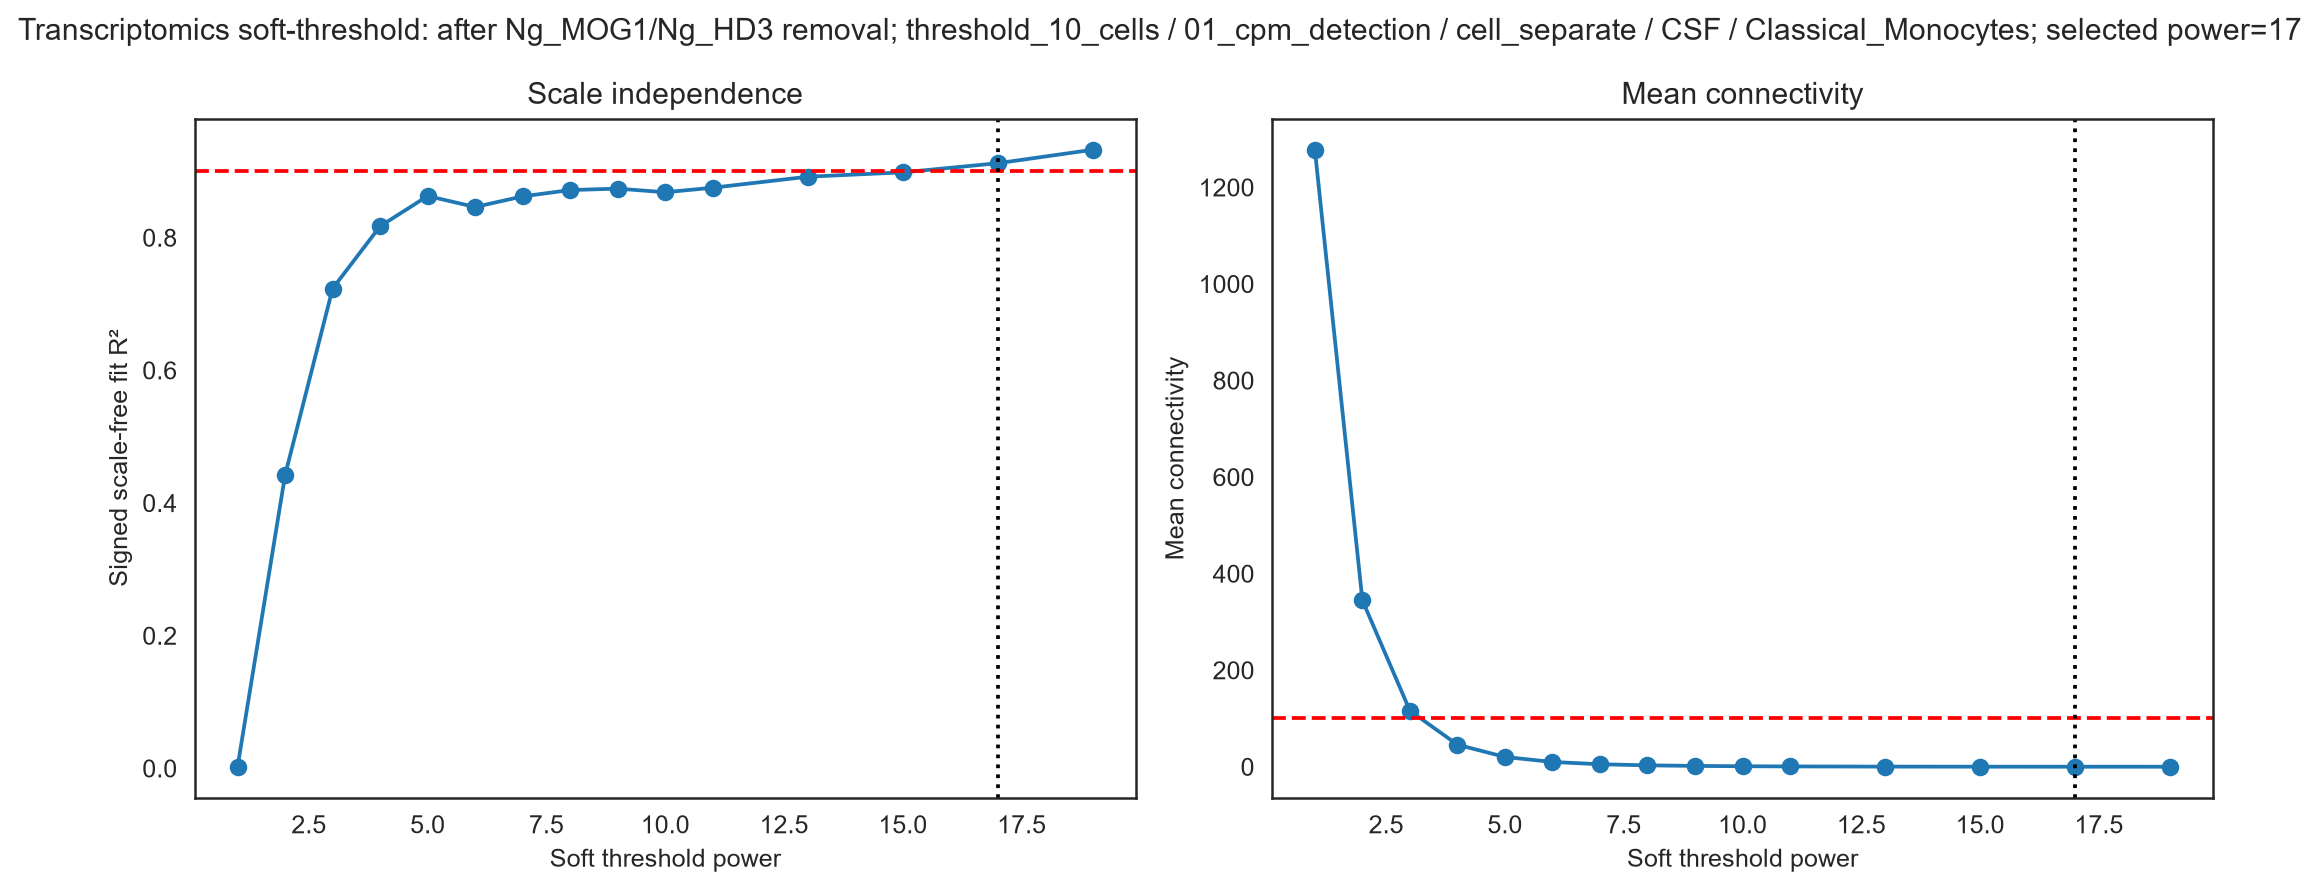 Transcriptomics soft-threshold: after Ng_MOG1/Ng_HD3 removal; threshold_10_cells / 01_cpm_detection / cell_separate / CSF / Classical_Monocytes; selected power=17
Scale independence
Signed scale-free fit R²
0.8
0.6
0.4
0.2
0.0
2.5 5.0 7.5 10.0 12.5 15.0 17.5
Soft threshold power
Mean connectivity
Mean connectivity
1200
1000
800
600
400
200
0
2.5 5.0 7.5 10.0 12.5 15.0 17.5
Soft threshold power